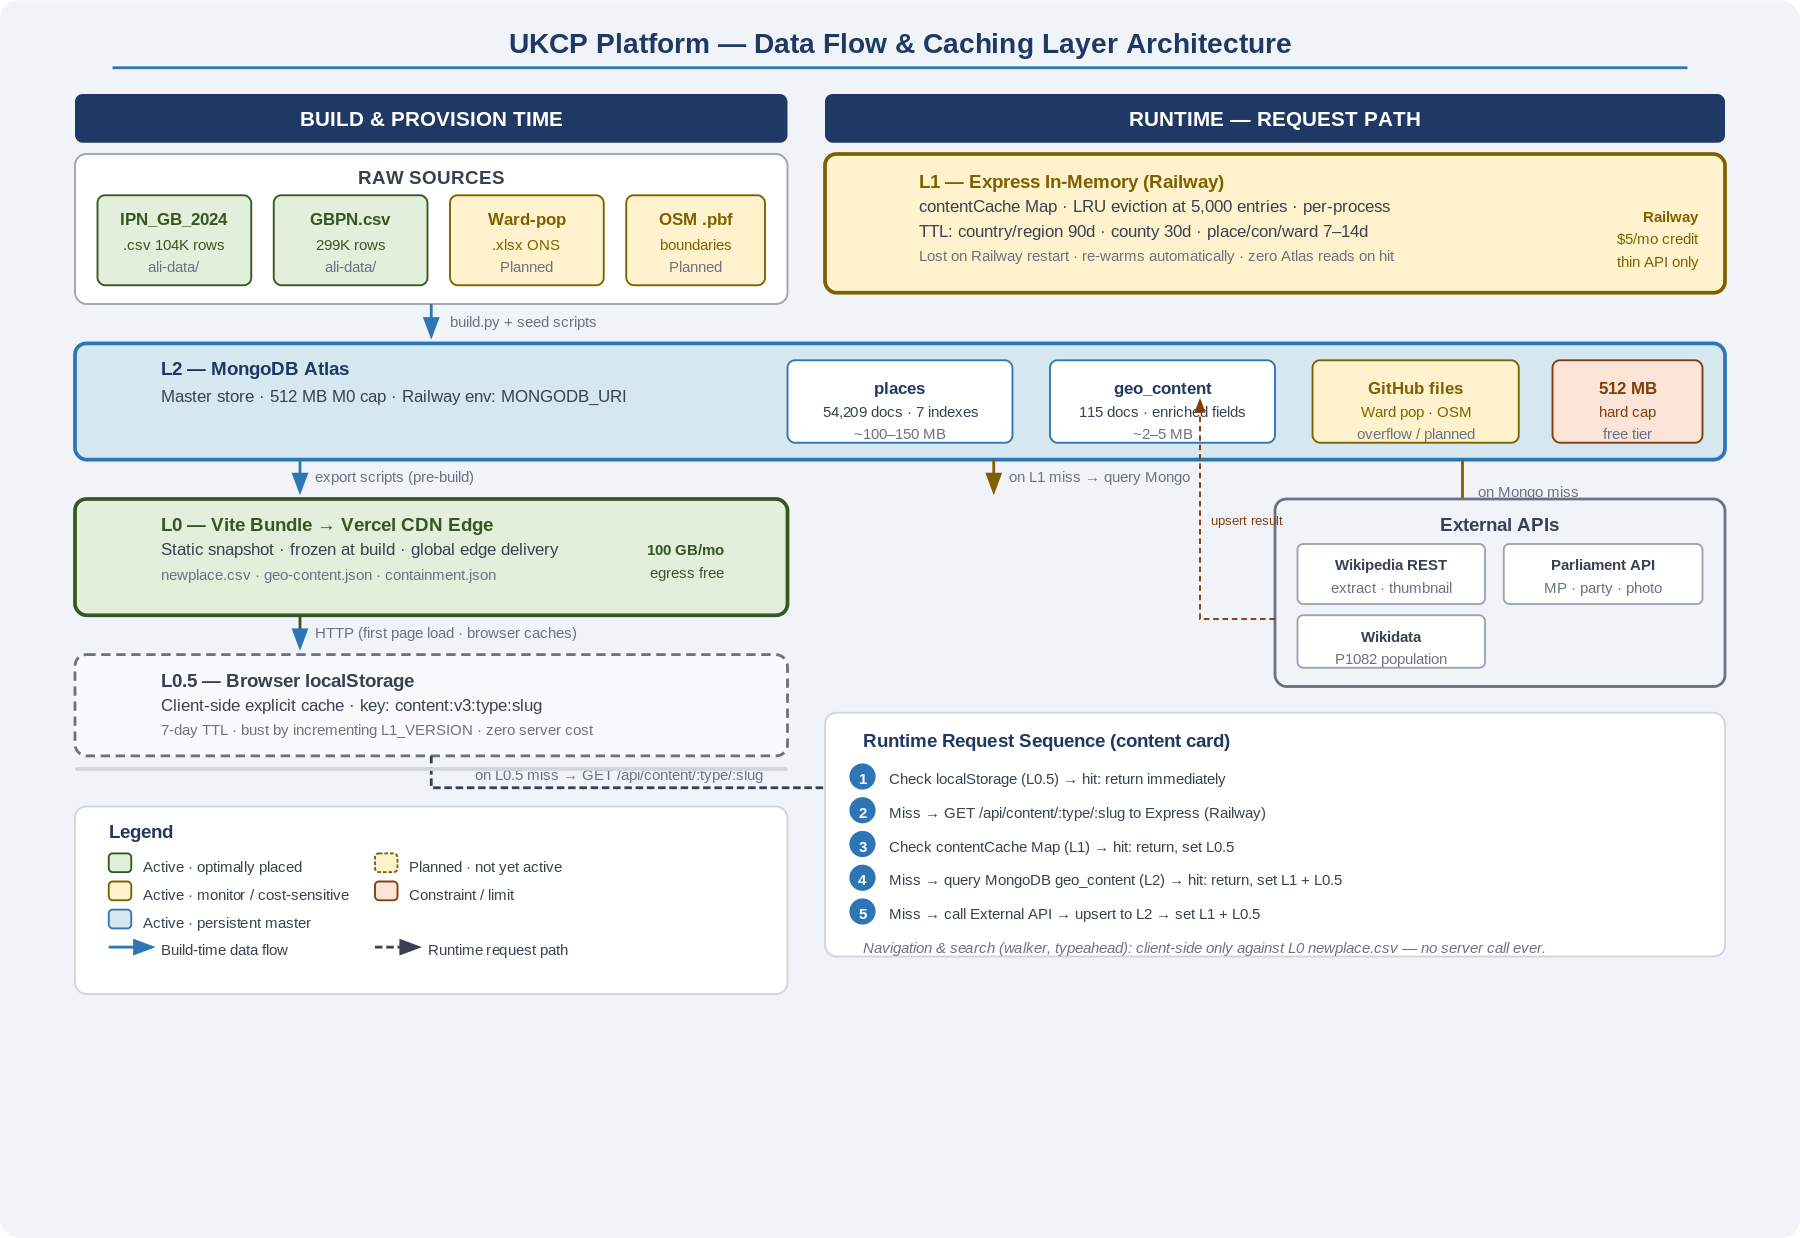 UKCP Platform — Data Flow & Caching Layer Architecture
BUILD & PROVISION TIME
RAW SOURCES
IPN_GB_2024
.csv 104K rows
ali-data/
GBPN.csv
299K rows
ali-data/
Ward-pop
.xlsx ONS
Planned
OSM .pbf
boundaries
Planned
build.py + seed scripts
RUNTIME — REQUEST PATH
L1 — Express In-Memory (Railway)
contentCache Map · LRU eviction at 5,000 entries · per-process
TTL: country/region 90d · county 30d · place/con/ward 7–14d
Lost on Railway restart · re-warms automatically · zero Atlas reads on hit
Railway
$5/mo credit
thin API only
L2 — MongoDB Atlas
Master store · 512 MB M0 cap · Railway env: MONGODB_URI
places
54,209 docs · 7 indexes
~100–150 MB
geo_content
115 docs · enriched fields
~2–5 MB
GitHub files
Ward pop · OSM
overflow / planned
512 MB
hard cap
free tier
export scripts (pre-build)
on L1 miss → query Mongo
on Mongo miss
upsert result
L0 — Vite Bundle → Vercel CDN Edge
Static snapshot · frozen at build · global edge delivery
newplace.csv · geo-content.json · containment.json
100 GB/mo
egress free
HTTP (first page load · browser caches)
External APIs
Wikipedia REST
extract · thumbnail
Parliament API
MP · party · photo
Wikidata
P1082 population
L0.5 — Browser localStorage
Client-side explicit cache · key: content:v3:type:slug
7-day TTL · bust by incrementing L1_VERSION · zero server cost
on L0.5 miss → GET /api/content/:type/:slug
Legend
Active · optimally placed
Planned · not yet active
Active · monitor / cost-sensitive
Constraint / limit
Active · persistent master
Build-time data flow
Runtime request path
Runtime Request Sequence (content card)
1 Check localStorage (L0.5) → hit: return immediately
2 Miss → GET /api/content/:type/:slug to Express (Railway)
3 Check contentCache Map (L1) → hit: return, set L0.5
4 Miss → query MongoDB geo_content (L2) → hit: return, set L1 + L0.5
5 Miss → call External API → upsert to L2 → set L1 + L0.5
Navigation & search (walker, typeahead): client-side only against L0 newplace.csv — no server call ever.